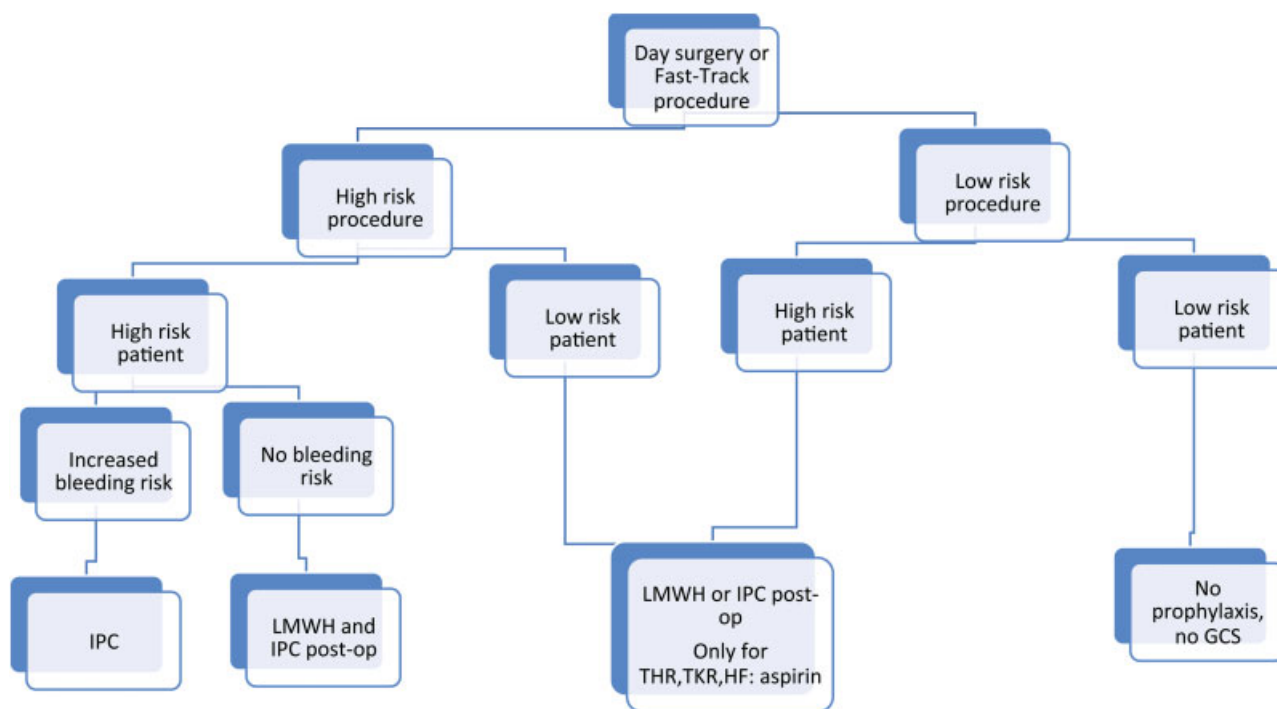 Day surgery or
Fast-Track
procedure
High risk
procedure
Low risk
procedure
High risk
patient
Low risk
patient
High risk
patient
Low risk
patient
Increased
bleeding risk
No bleeding
risk
IPC
LMWH and
IPC post-op
LMWH or IPC post-
op
Only for
THR,TKR,HF: aspirin
No
prophylaxis,
no GCS